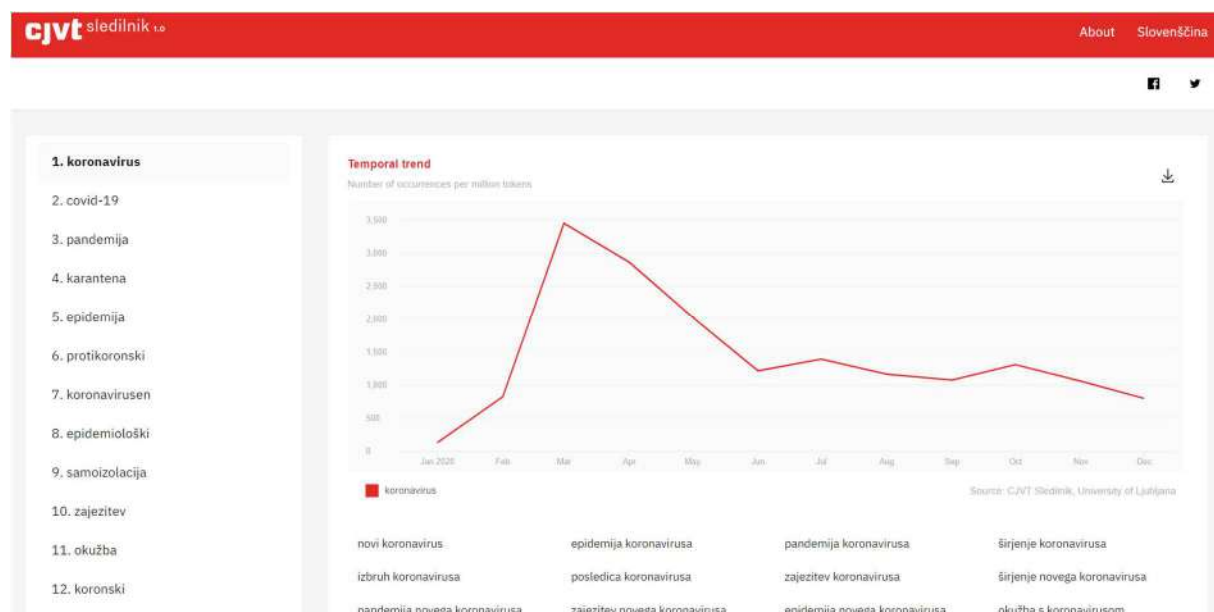 cjvt sledilnik 1.0
About Slovenščina
1. koronavirus
2. covid-19
3. pandemija
4. karantena
5. epidemija
6. protikoronski
7. koronavirusen
8. epidemiološki
9. samoizolacija
10. zajezitev
11. okužba
12. koronski
Temporal trend
Number of occurrences per million tokens
3,500
3,000
2,500
2,000
1,500
1,000
500
0
Jan 2020 Feb Mar Apr May Jun Jul Aug Sep Oct Nov Dec
koronavirus
Source: CJVT Sledilnik, University of Ljubljana
novi koronavirus epidemija koronavirusa pandemija koronavirusa širjenje koronavirusa
izbruh koronavirusa posledica koronavirusa zajezitev koronavirusa širjenje novega koronavirusa
pandemija novega koronavirusa zajezitev novega koronavirusa epidemija novega koronavirusa okužba s koronavirusom